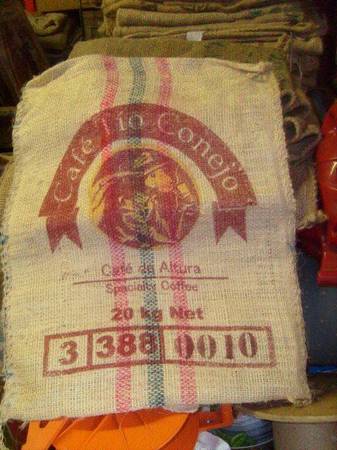 Café Tío Conejo
Café de Altura
Specialty Coffee
20 kg Net
3 388 0010